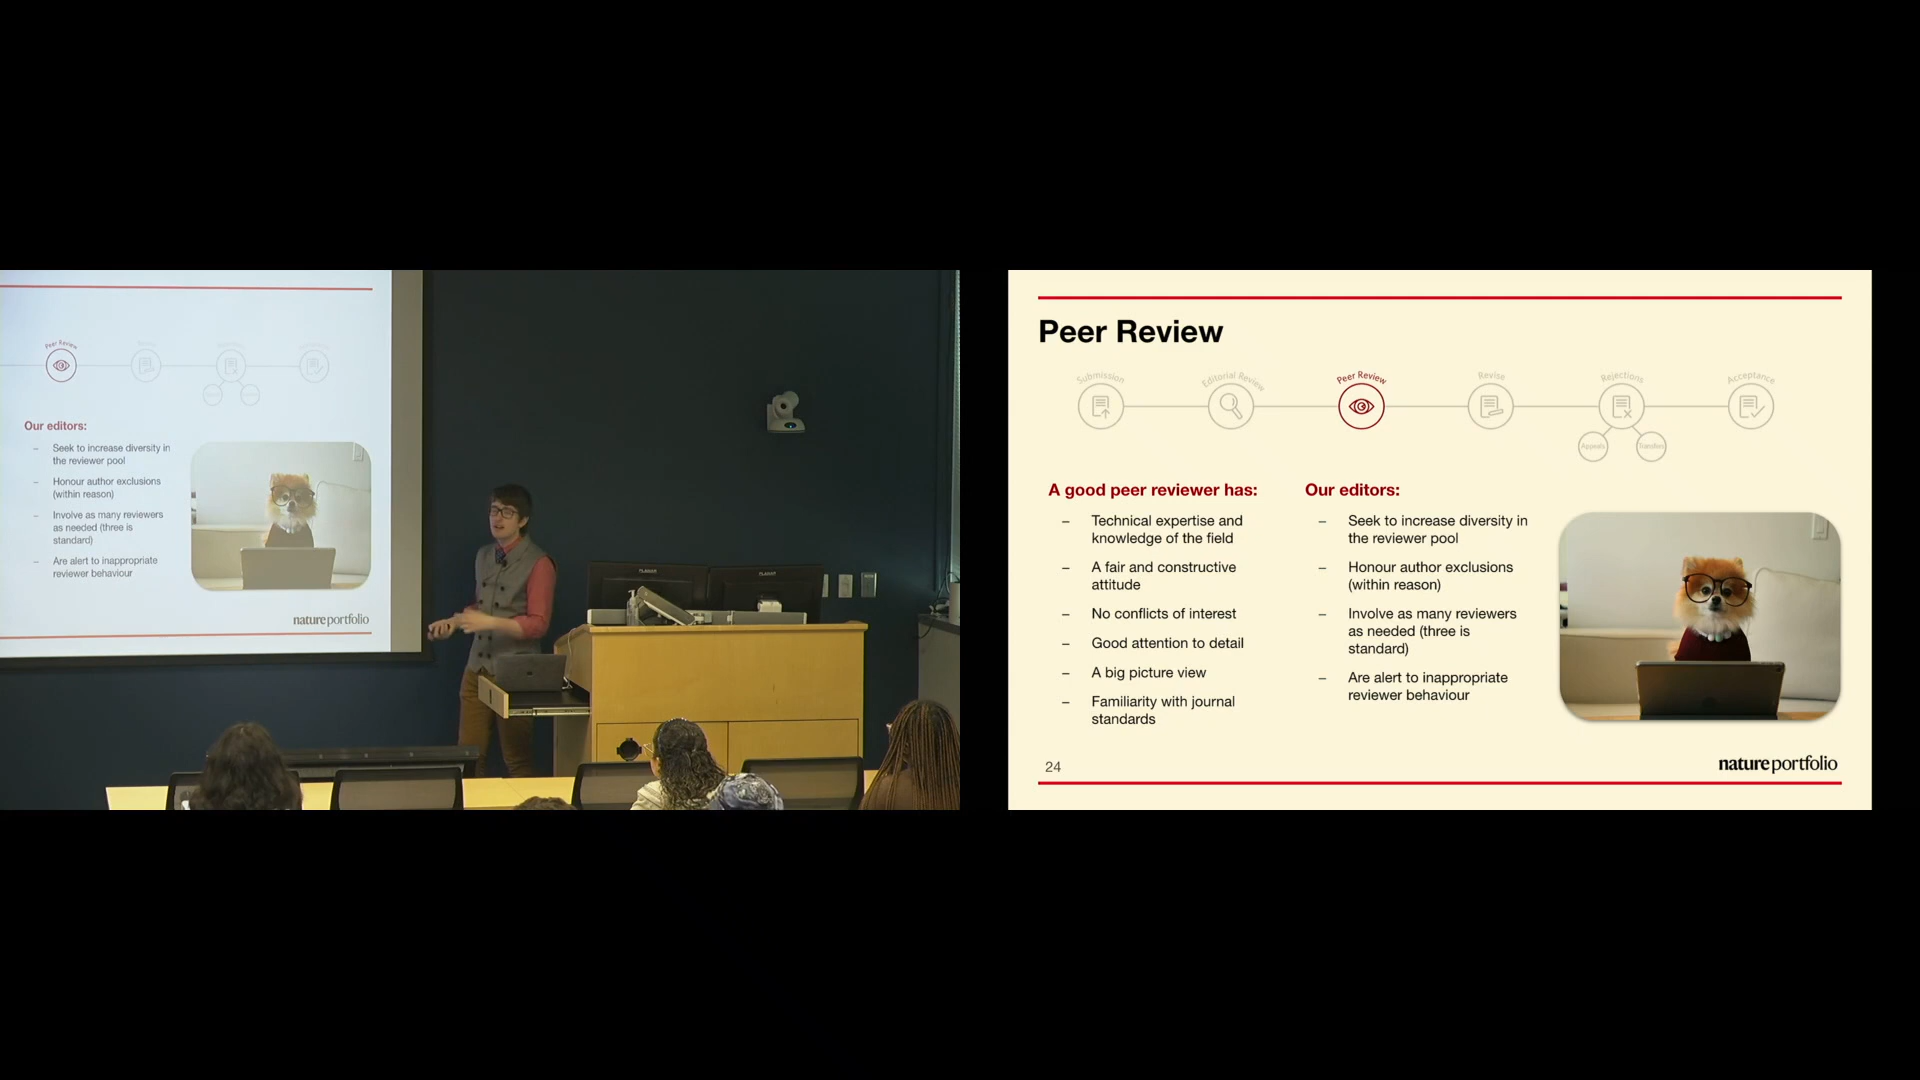 Peer Review
Our editors:
– Seek to increase diversity in
the reviewer pool
– Honour author exclusions
(within reason)
– Involve as many reviewers
as needed (three is
standard)
– Are alert to inappropriate
reviewer behaviour
nature portfolio
Peer Review
Submission
Editorial Review
Peer Review
Revise
Rejections
Acceptance
Appeals
Transfers
A good peer reviewer has:
– Technical expertise and
knowledge of the field
– A fair and constructive
attitude
– No conflicts of interest
– Good attention to detail
– A big picture view
– Familiarity with journal
standards
Our editors:
– Seek to increase diversity in
the reviewer pool
– Honour author exclusions
(within reason)
– Involve as many reviewers
as needed (three is
standard)
– Are alert to inappropriate
reviewer behaviour
24
nature portfolio